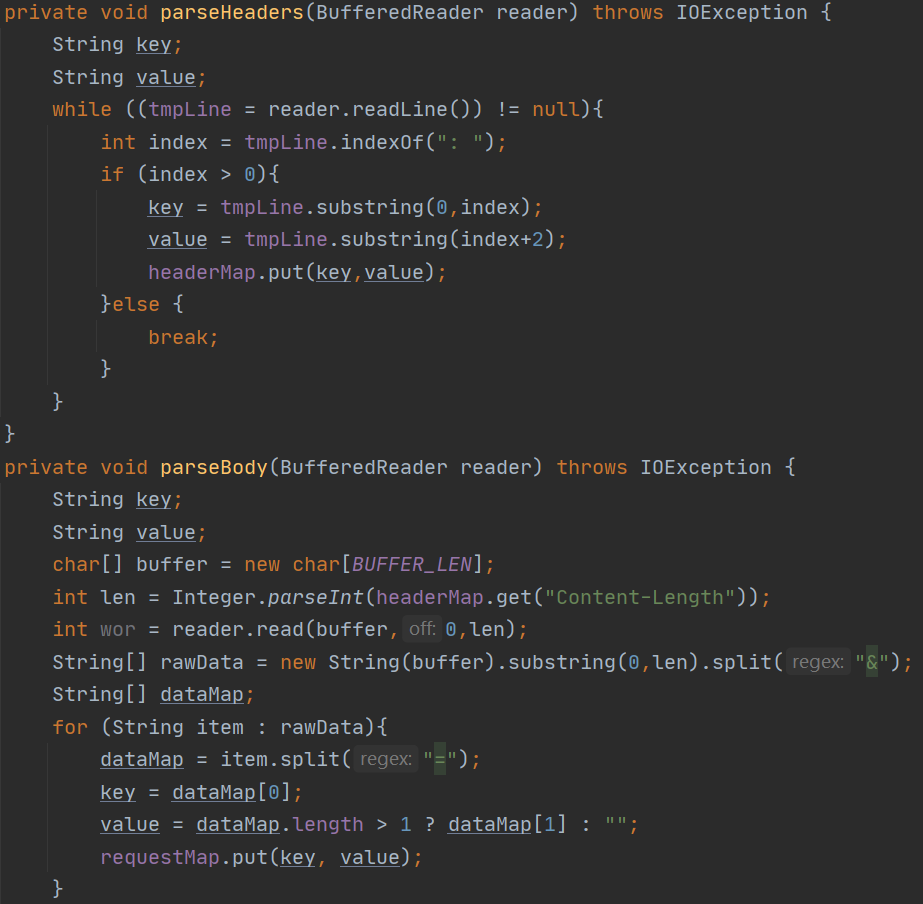 private void parseHeaders(BufferedReader reader) throws IOException {
    String key;
    String value;
    while ((tmpLine = reader.readLine()) != null){
        int index = tmpLine.indexOf(": ");
        if (index > 0){
            key = tmpLine.substring(0,index);
            value = tmpLine.substring(index+2);
            headerMap.put(key,value);
        }else {
            break;
        }
    }
}
private void parseBody(BufferedReader reader) throws IOException {
    String key;
    String value;
    char[] buffer = new char[BUFFER_LEN];
    int len = Integer.parseInt(headerMap.get("Content-Length"));
    int wor = reader.read(buffer, off: 0,len);
    String[] rawData = new String(buffer).substring(0,len).split( regex: "&");
    String[] dataMap;
    for (String item : rawData){
        dataMap = item.split( regex: "=");
        key = dataMap[0];
        value = dataMap.length > 1 ? dataMap[1] : "";
        requestMap.put(key, value);
    }